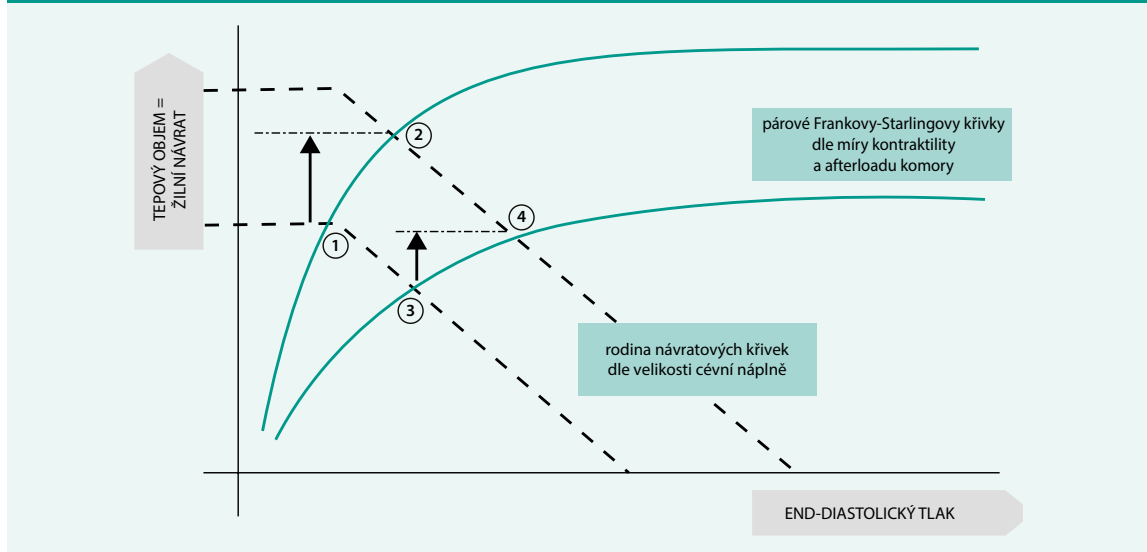 TEPOVÝ OBJEM =
ŽILNÍ NÁVRAT
párové Frankovy-Starlingovy křivky
dle míry kontraktility
a afterloadu komory
2
4
1
3
rodina návratových křivek
dle velikosti cévní náplně
END-DIASTOLICKÝ TLAK